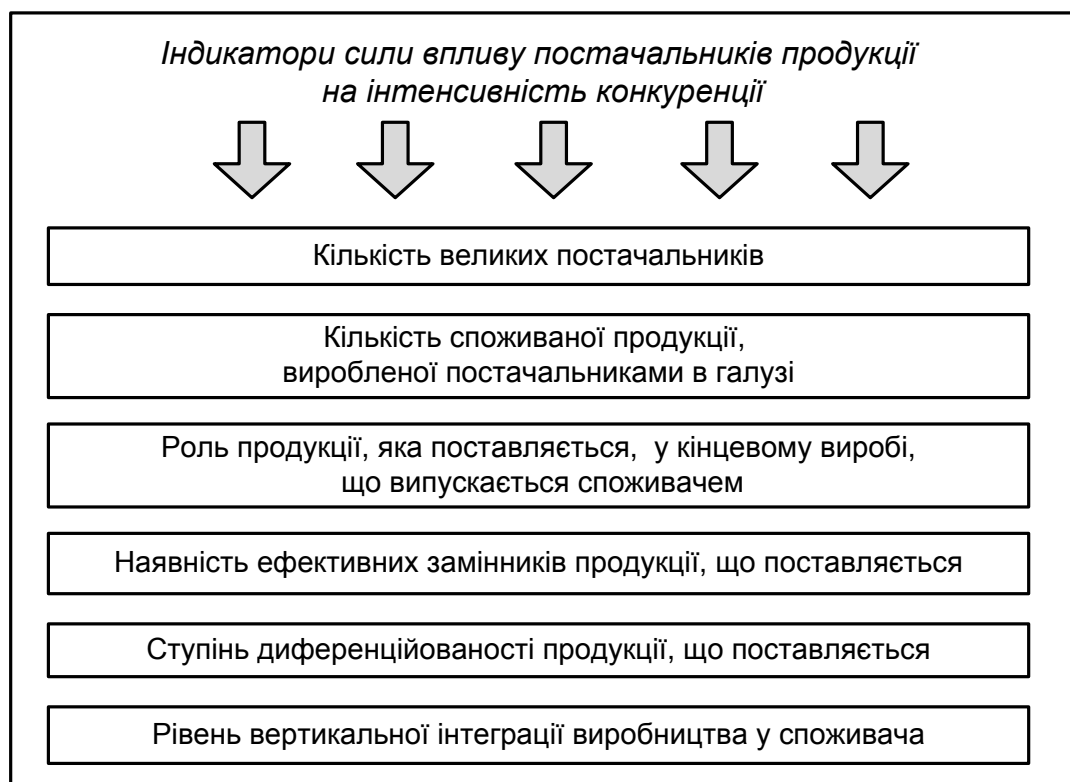 Індикатори сили впливу постачальників продукції
на інтенсивність конкуренції
Кількість великих постачальників
Кількість споживаної продукції,
виробленої постачальниками в галузі
Роль продукції, яка поставляється, у кінцевому виробі,
що випускається споживачем
Наявність ефективних замінників продукції, що поставляється
Ступінь диференційованості продукції, що поставляється
Рівень вертикальної інтеграції виробництва у споживача